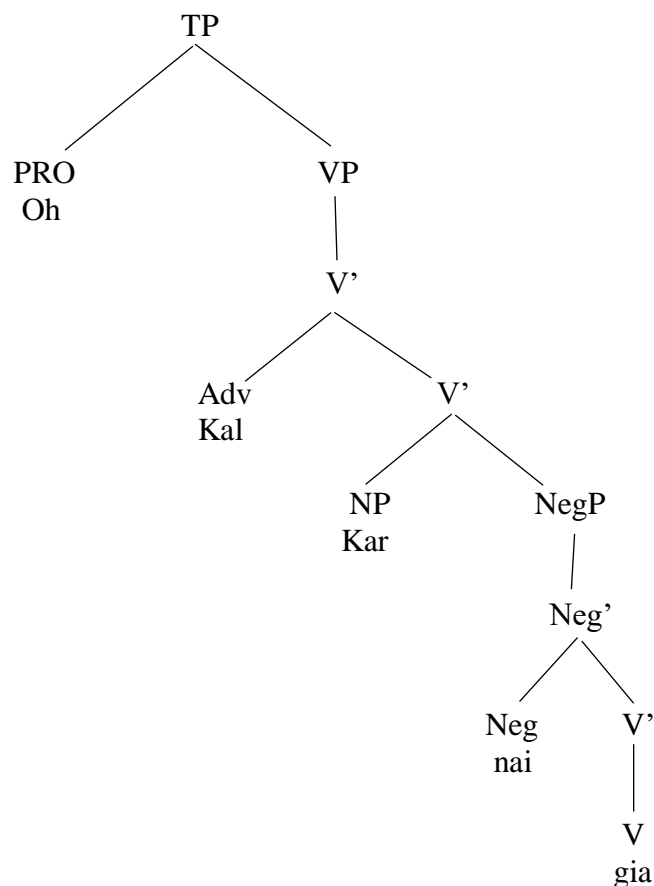 TP
PRO VP
Oh
V’
Adv V’
Kal
NP NegP
Kar
Neg’
Neg V’
nai
V
gia